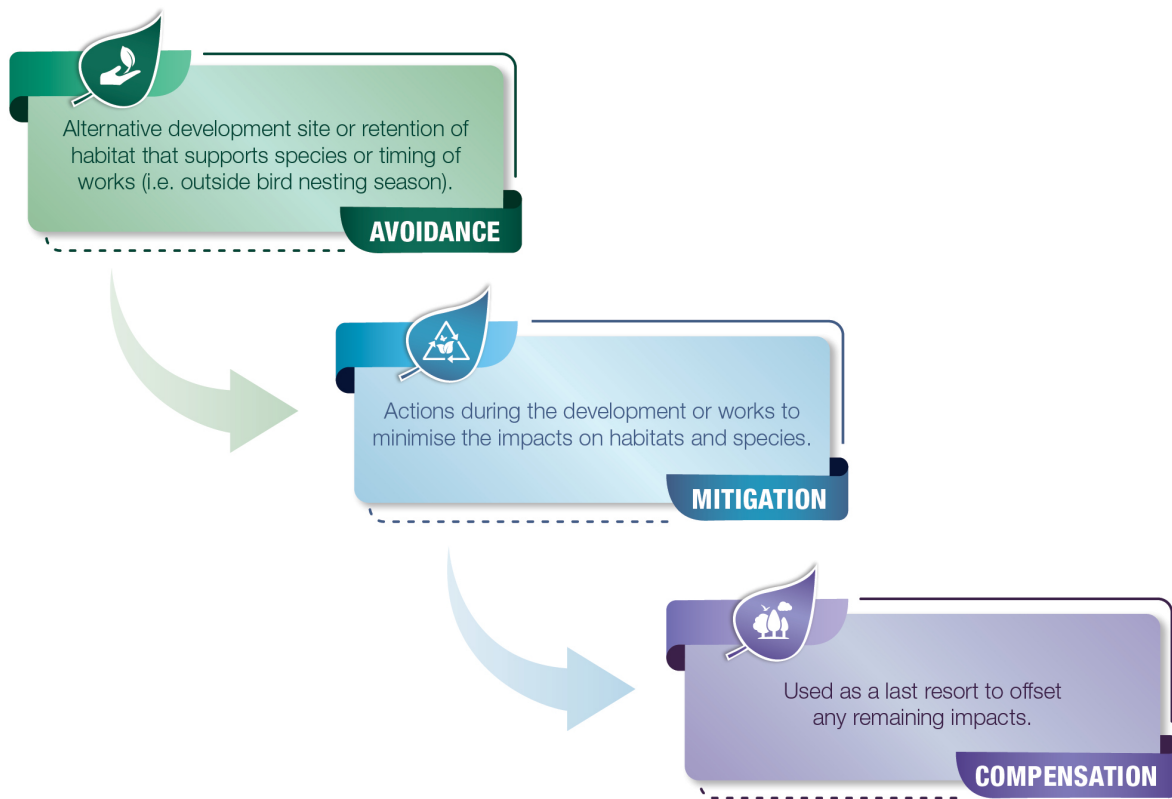 Alternative development site or retention of
habitat that supports species or timing of
works (i.e. outside bird nesting season).
AVOIDANCE
Actions during the development or works to
minimise the impacts on habitats and species.
MITIGATION
Used as a last resort to offset
any remaining impacts.
COMPENSATION